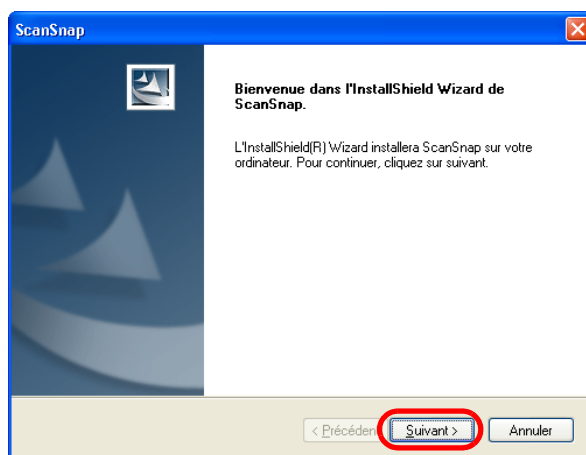 ScanSnap
Bienvenue dans l'InstallShield Wizard de
ScanSnap.
L'InstallShield(R) Wizard installera ScanSnap sur votre
ordinateur. Pour continuer, cliquez sur suivant.
< Précéden
Suivant >
Annuler